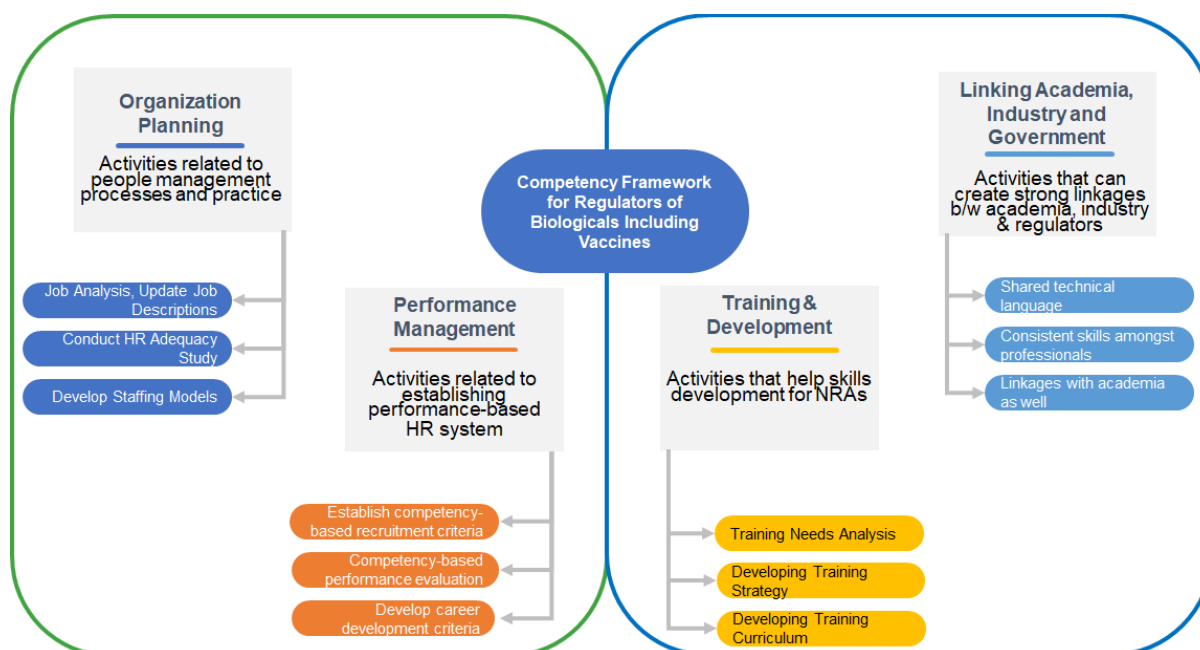 Organization
Planning
Activities related to
people management
processes and practice
Job Analysis, Update Job
Descriptions
Conduct HR Adequacy
Study
Develop Staffing Models
Performance
Management
Activities related to
establishing
performance-based
HR system
Establish competency-
based recruitment criteria
Competency-based
performance evaluation
Develop career
development criteria
Competency Framework
for Regulators of
Biologicals Including
Vaccines
Training &
Development
Activities that help skills
development for NRAs
Training Needs Analysis
Developing Training
Strategy
Developing Training
Curriculum
Linking Academia,
Industry and
Government
Activities that can
create strong linkages
b/w academia, industry
& regulators
Shared technical
language
Consistent skills amongst
professionals
Linkages with academia
as well